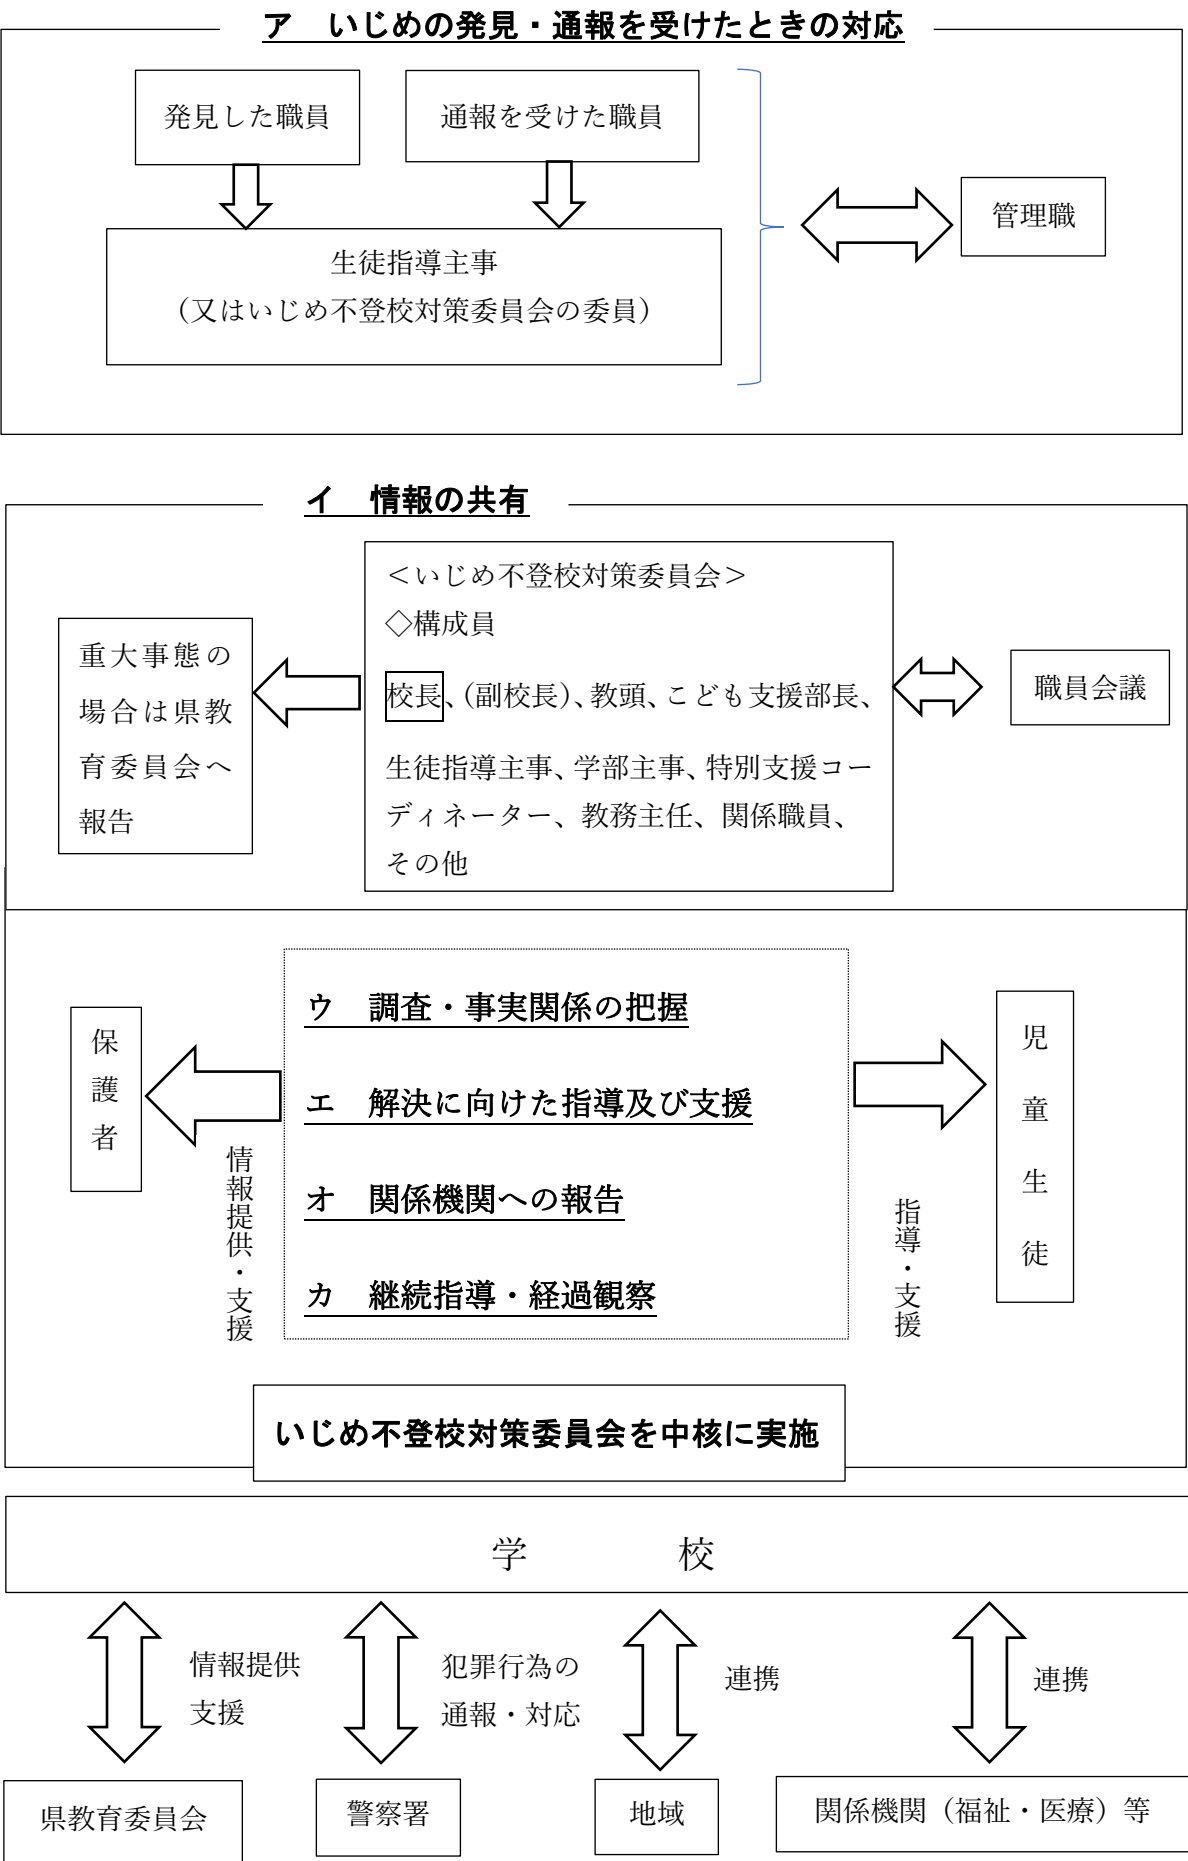 ア　いじめの発見・通報を受けたときの対応
発見した職員
通報を受けた職員
管理職
生徒指導主事
（又はいじめ不登校対策委員会の委員）
イ　情報の共有
＜いじめ不登校対策委員会＞
◇構成員
校長、（副校長）、教頭、こども支援部長、
生徒指導主事、学部主事、特別支援コー
ディネーター、教務主任、関係職員、
その他
重大事態の
場合は県教
育委員会へ
報告
職員会議
ウ　調査・事実関係の把握
エ　解決に向けた指導及び支援
オ　関係機関への報告
カ　継続指導・経過観察
保護者
情報提供・支援
児童生徒
指導・支援
いじめ不登校対策委員会を中核に実施
学　校
情報提供
支援
犯罪行為の
通報・対応
連携
連携
県教育委員会
警察署
地域
関係機関（福祉・医療）等